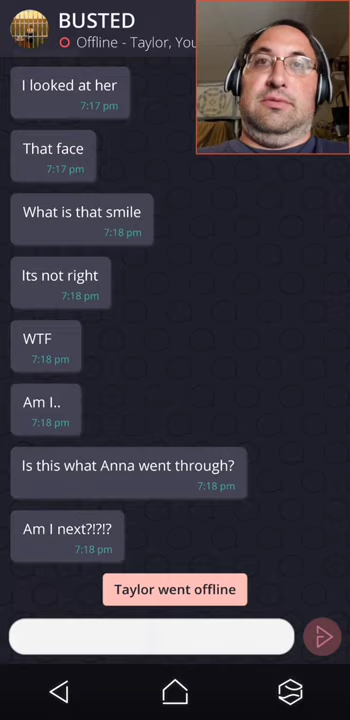 BUSTED
Offline - Taylor, You
I looked at her
7:17 pm
That face
7:17 pm
What is that smile
7:18 pm
Its not right
7:18 pm
WTF
7:18 pm
Am I..
7:18 pm
Is this what Anna went through?
7:18 pm
Am I next?!?!?
7:18 pm
Taylor went offline